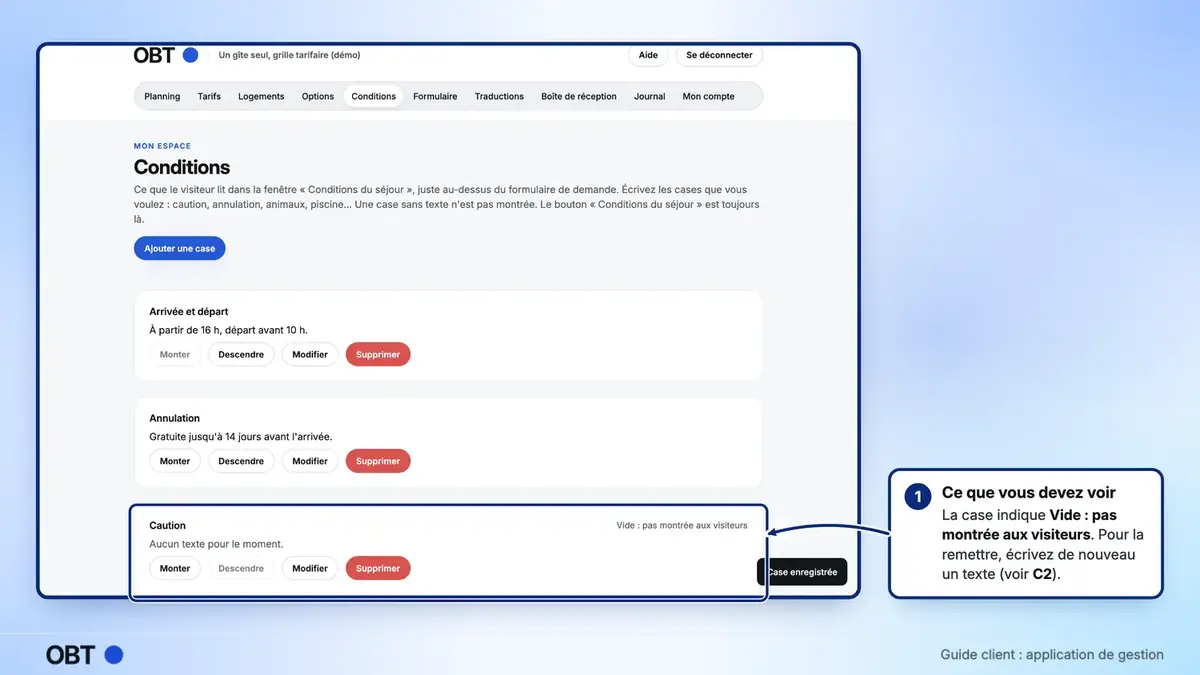 OBT
Un gîte seul, grille tarifaire (démo)
Aide
Se déconnecter
Planning
Tarifs
Logements
Options
Conditions
Formulaire
Traductions
Boîte de réception
Journal
Mon compte
MON ESPACE
Conditions
Ce que le visiteur lit dans la fenêtre « Conditions du séjour », juste au-dessus du formulaire de demande. Écrivez les cases que vous
voulez : caution, annulation, animaux, piscine... Une case sans texte n'est pas montrée. Le bouton « Conditions du séjour » est toujours
là.
Ajouter une case
Arrivée et départ
À partir de 16 h, départ avant 10 h.
Monter
Descendre
Modifier
Supprimer
Annulation
Gratuite jusqu'à 14 jours avant l'arrivée.
Monter
Descendre
Modifier
Supprimer
Caution
Vide : pas montrée aux visiteurs
Aucun texte pour le moment.
Monter
Descendre
Modifier
Supprimer
Case enregistrée
1
Ce que vous devez voir
La case indique Vide : pas
montrée aux visiteurs. Pour la
remettre, écrivez de nouveau
un texte (voir C2).
OBT
Guide client : application de gestion